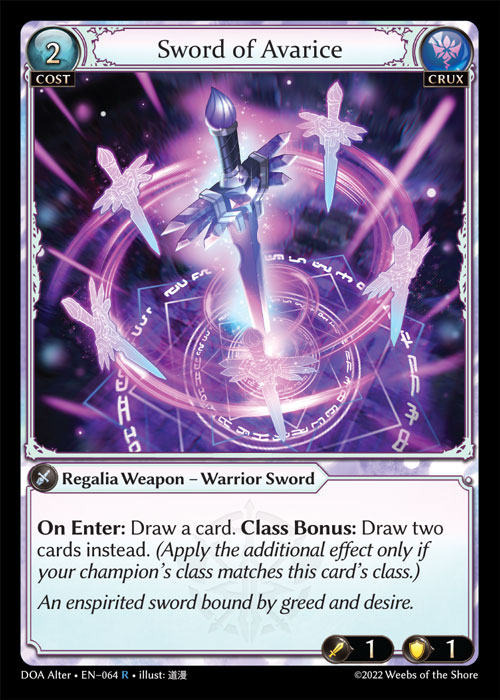 2
Sword of Avarice
COST
CRUX
Regalia Weapon – Warrior Sword
On Enter: Draw a card. Class Bonus: Draw two
cards instead. (Apply the additional effect only if
your champion's class matches this card's class.)
An enspirited sword bound by greed and desire.
1
1
DOA Alter • EN–064 R • illust: 道漫
©2022 Weebs of the Shore